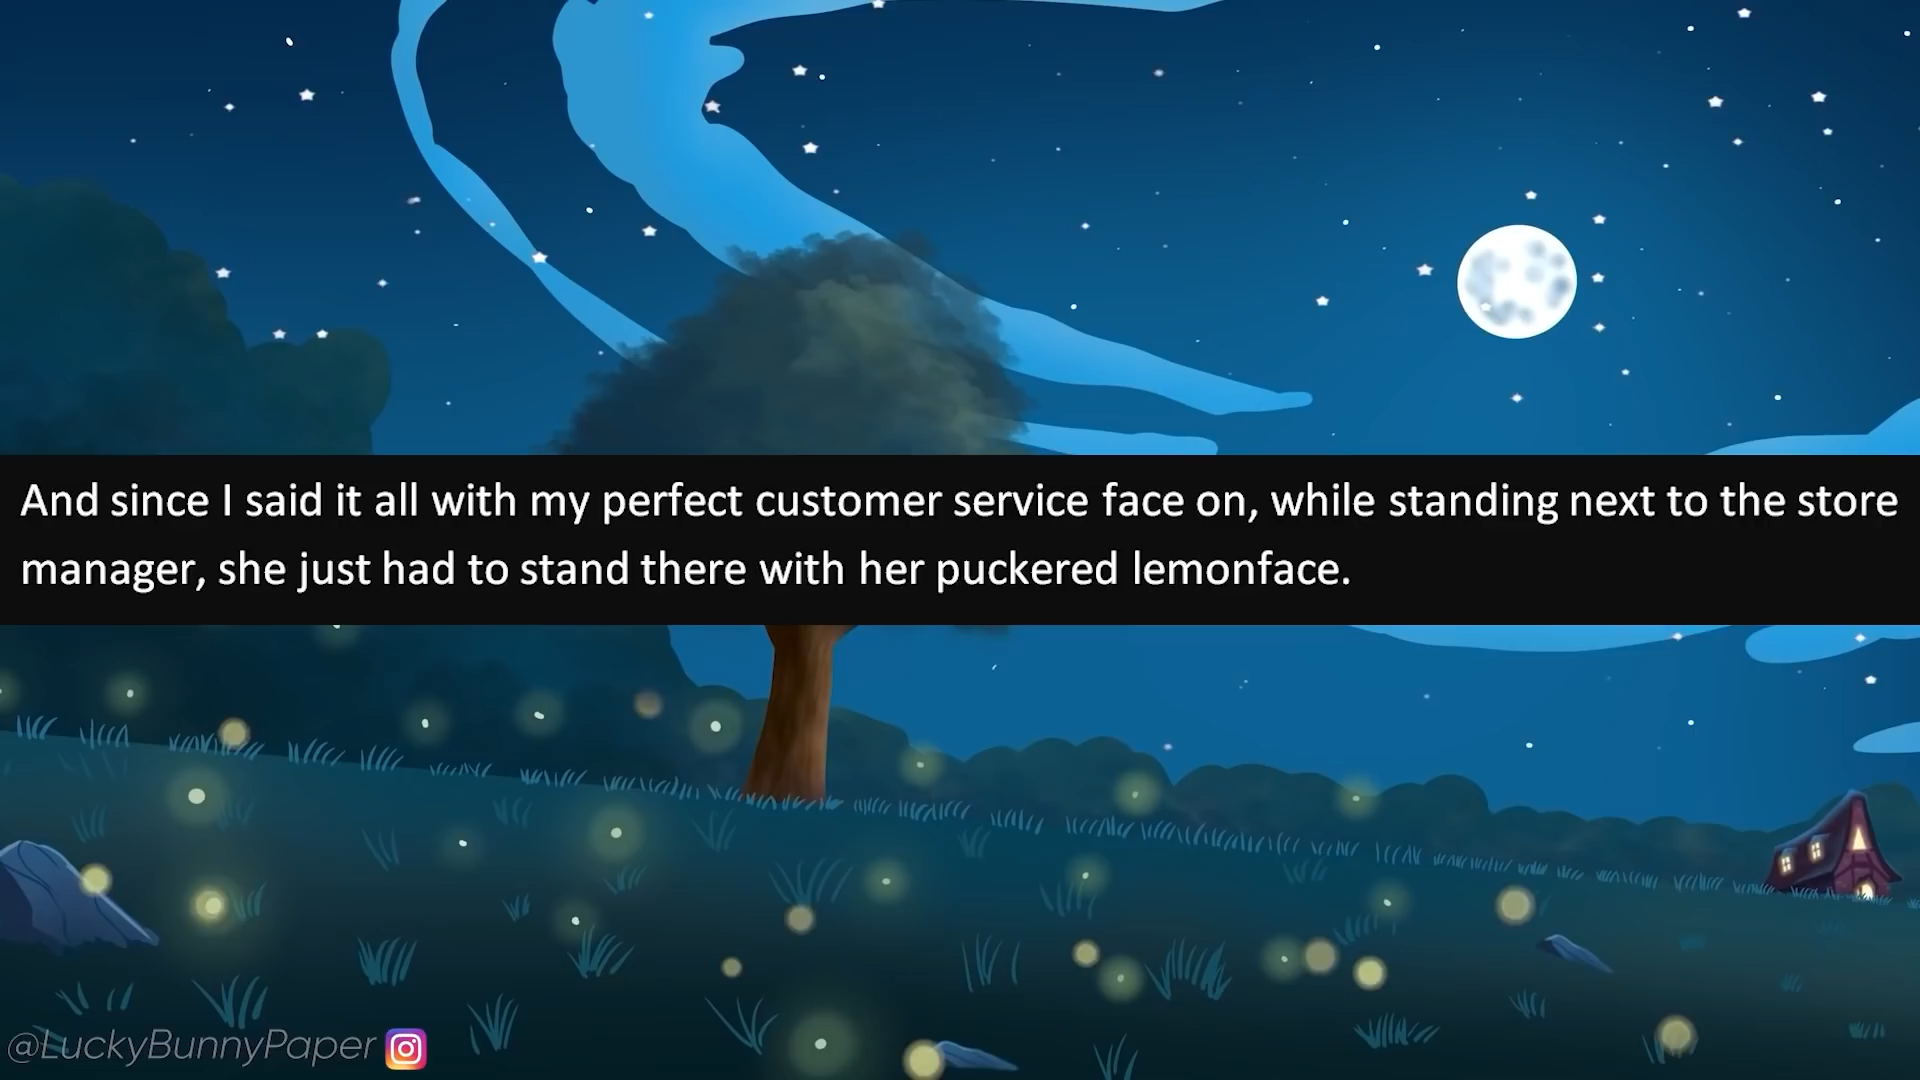 And since I said it all with my perfect customer service face on, while standing next to the store
manager, she just had to stand there with her puckered lemonface.
@LuckyBunnyPaper